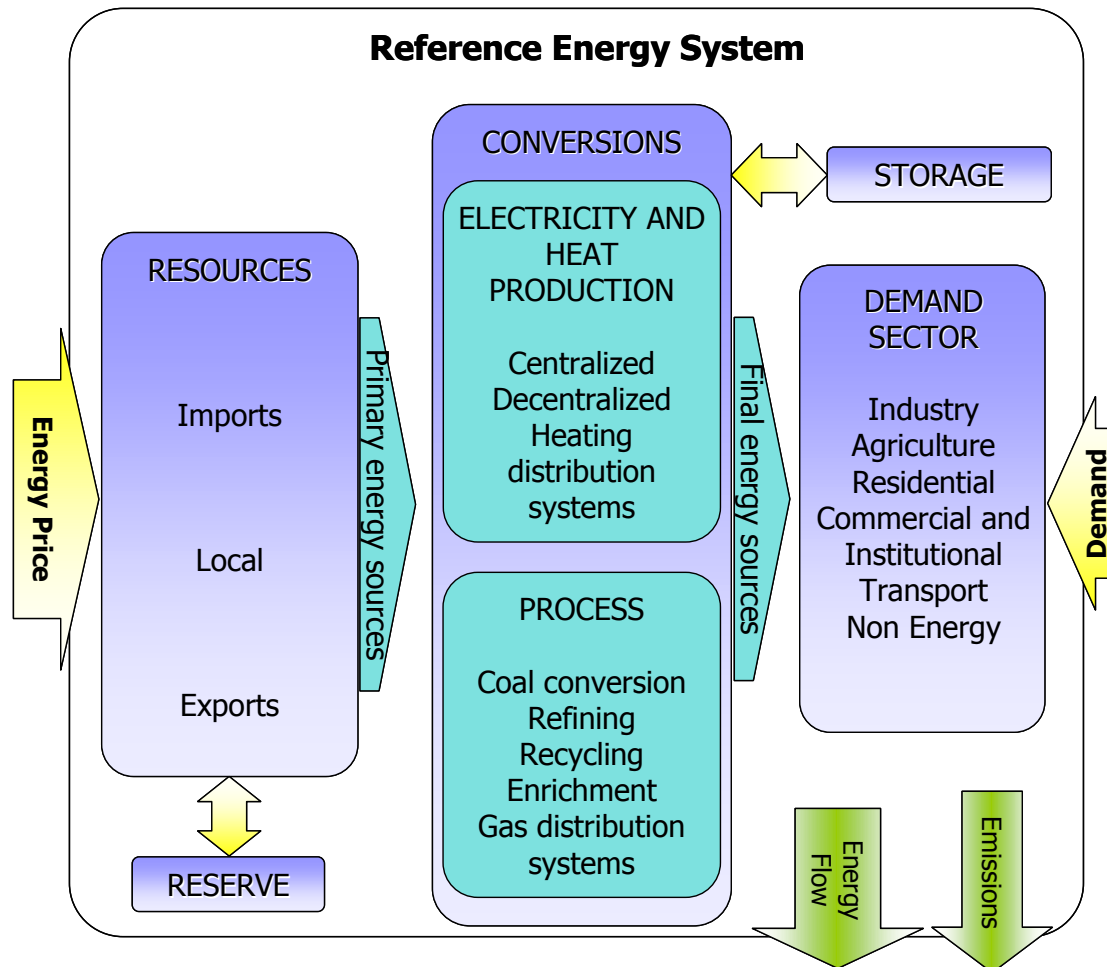 Reference Energy System
Energy Price
RESOURCES
Imports
Local
Exports
RESERVE
Primary energy sources
CONVERSIONS
ELECTRICITY AND
HEAT
PRODUCTION
Centralized
Decentralized
Heating
distribution
systems
PROCESS
Coal conversion
Refining
Recycling
Enrichment
Gas distribution
systems
Final energy sources
STORAGE
DEMAND
SECTOR
Industry
Agriculture
Residential
Commercial and
Institutional
Transport
Non Energy
Demand
Energy
Flow
Emissions